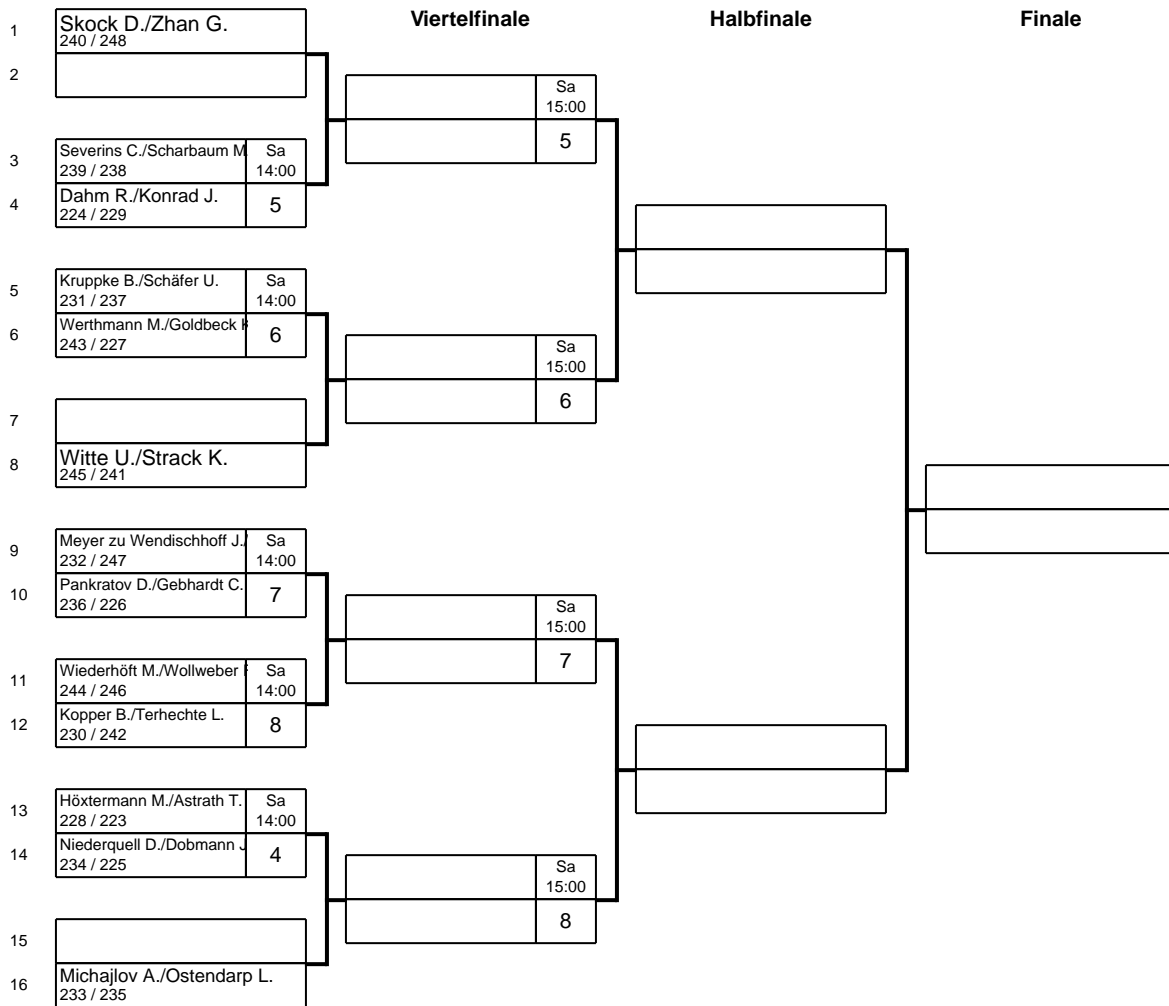 Viertelfinale
Halbfinale
Finale
1
Skock D./Zhan G.
240 / 248
2
3
Severins C./Scharbaum M
239 / 238
Sa
14:00
4
Dahm R./Konrad J.
224 / 229
5
5
Kruppke B./Schäfer U.
231 / 237
Sa
14:00
6
Werthmann M./Goldbeck
243 / 227
6
7
8
Witte U./Strack K.
245 / 241
9
Meyer zu Wendischhoff J./
232 / 247
Sa
14:00
10
Pankratov D./Gebhardt C.
236 / 226
7
11
Wiederhöft M./Wollweber
244 / 246
Sa
14:00
12
Kopper B./Terhechte L.
230 / 242
8
13
Höxtermann M./Astrath T.
228 / 223
Sa
14:00
14
Niederquell D./Dobmann J
234 / 225
4
15
16
Michajlov A./Ostendarp L.
233 / 235
Sa
15:00
5
Sa
15:00
6
Sa
15:00
7
Sa
15:00
8